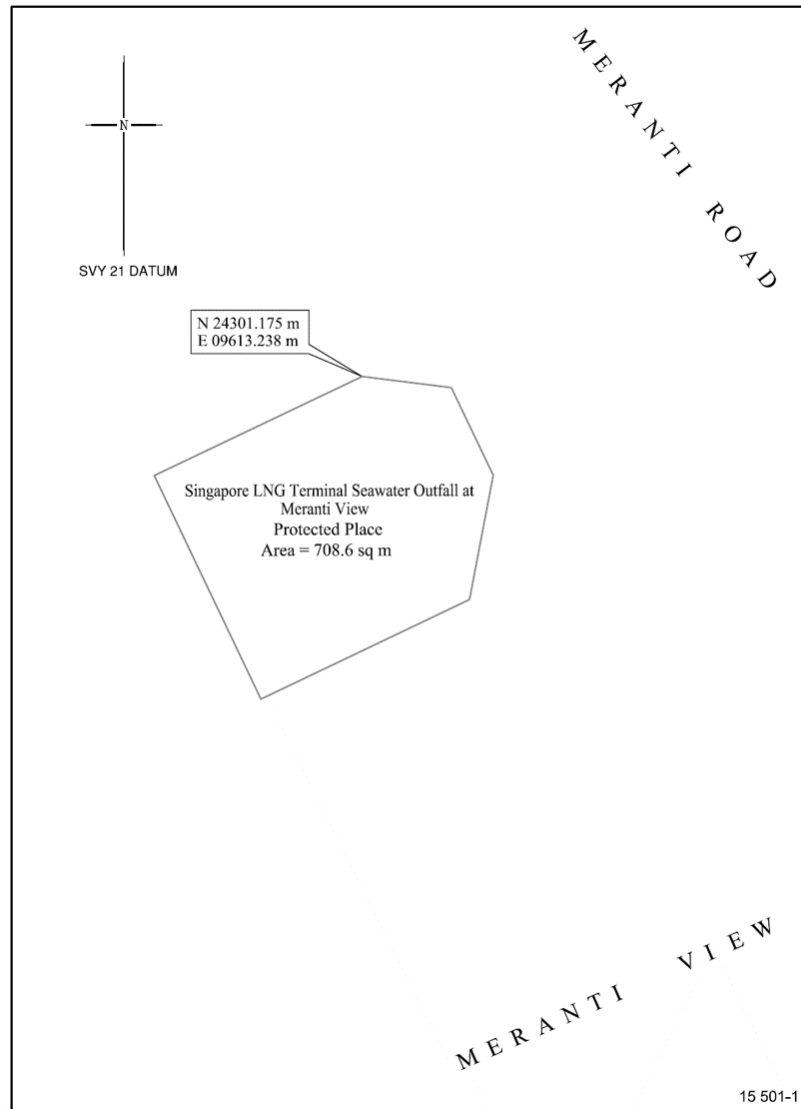 MERANTI ROAD
N
SVY 21 DATUM
N 24301.175 m
E 09613.238 m
Singapore LNG Terminal Seawater Outfall at
Meranti View
Protected Place
Area = 708.6 sq m
MERANTI VIEW
15 501-1